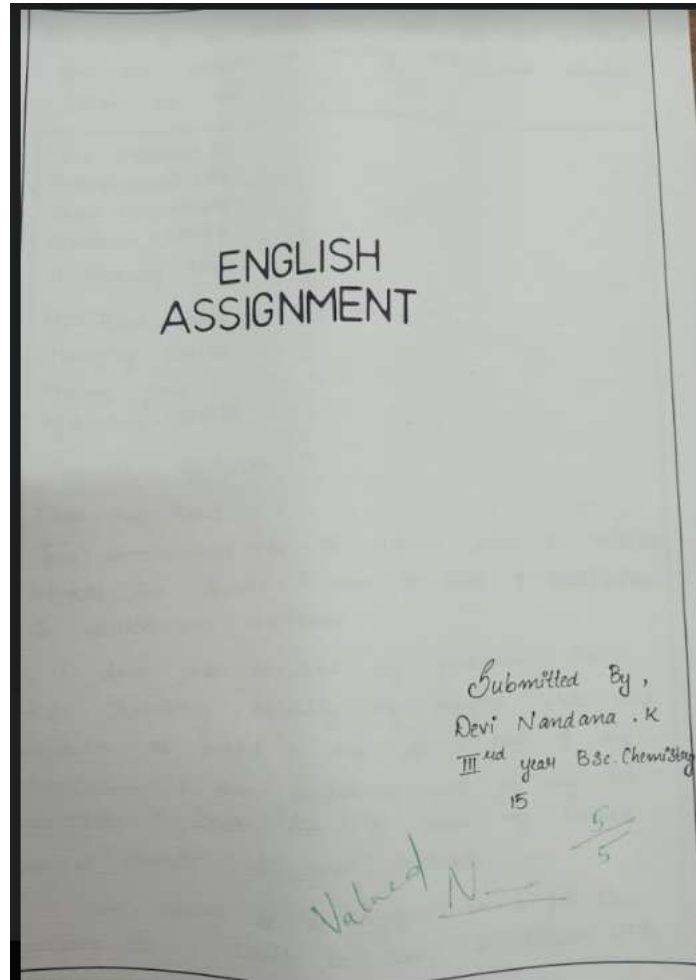 ENGLISH
ASSIGNMENT
Submitted By,
Devi Nandana . K
III rd year BSc. Chemistry
15
5/5
Valued N